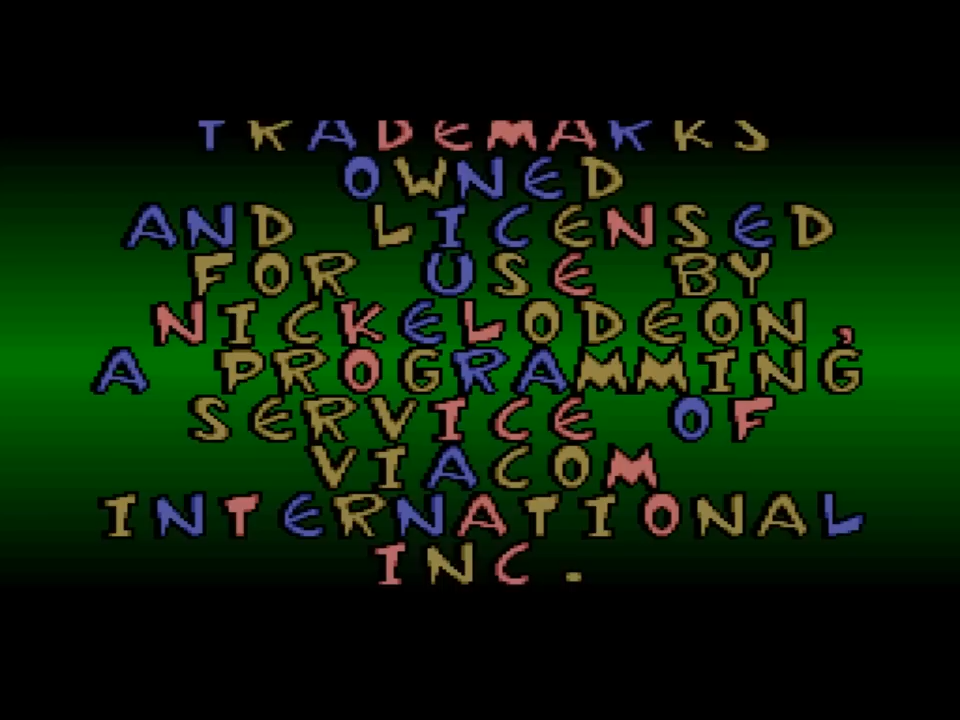 TRADEMARKS
OWNED
AND LICENSED
FOR USE BY
NICKELODEON,
A PROGRAMMING
SERVICE OF
VIACOM
INTERNATIONAL
INC.